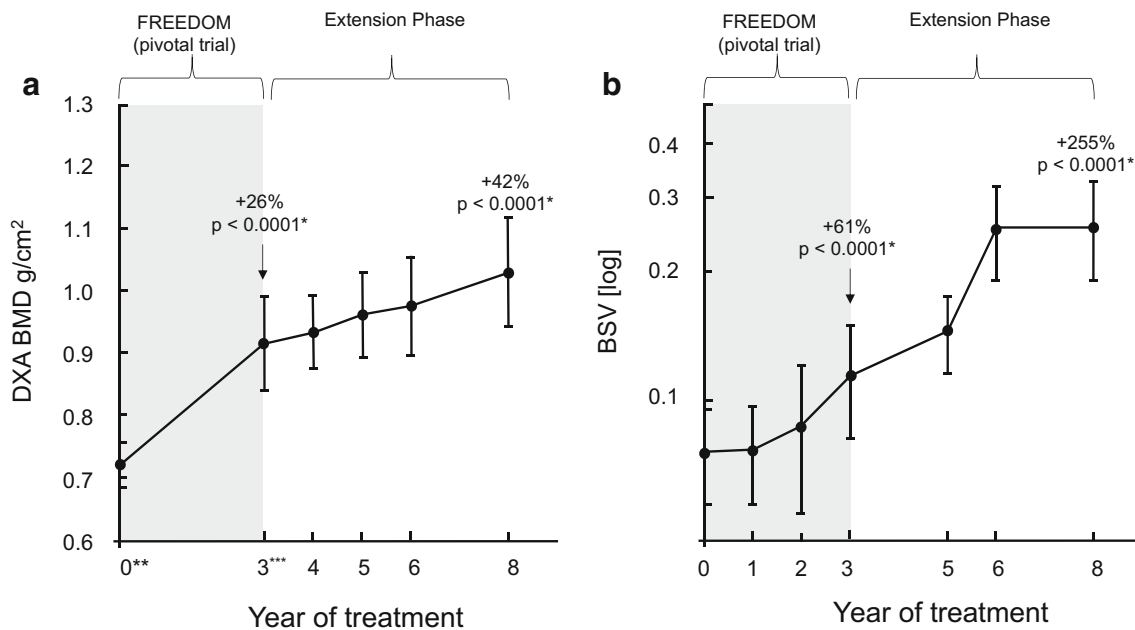 FREEDOM
(pivotal trial)
Extension Phase
a
DXA BMD g/cm²
1.3
1.2
1.1
1.0
0.9
0.8
0.7
0.6
+26%
p < 0.0001*
+42%
p < 0.0001*
0** 3*** 4 5 6 8
Year of treatment
FREEDOM
(pivotal trial)
Extension Phase
b
BSV [log]
0.4
0.3
0.2
0.1
+61%
p < 0.0001*
+255%
p < 0.0001*
0 1 2 3 5 6 8
Year of treatment